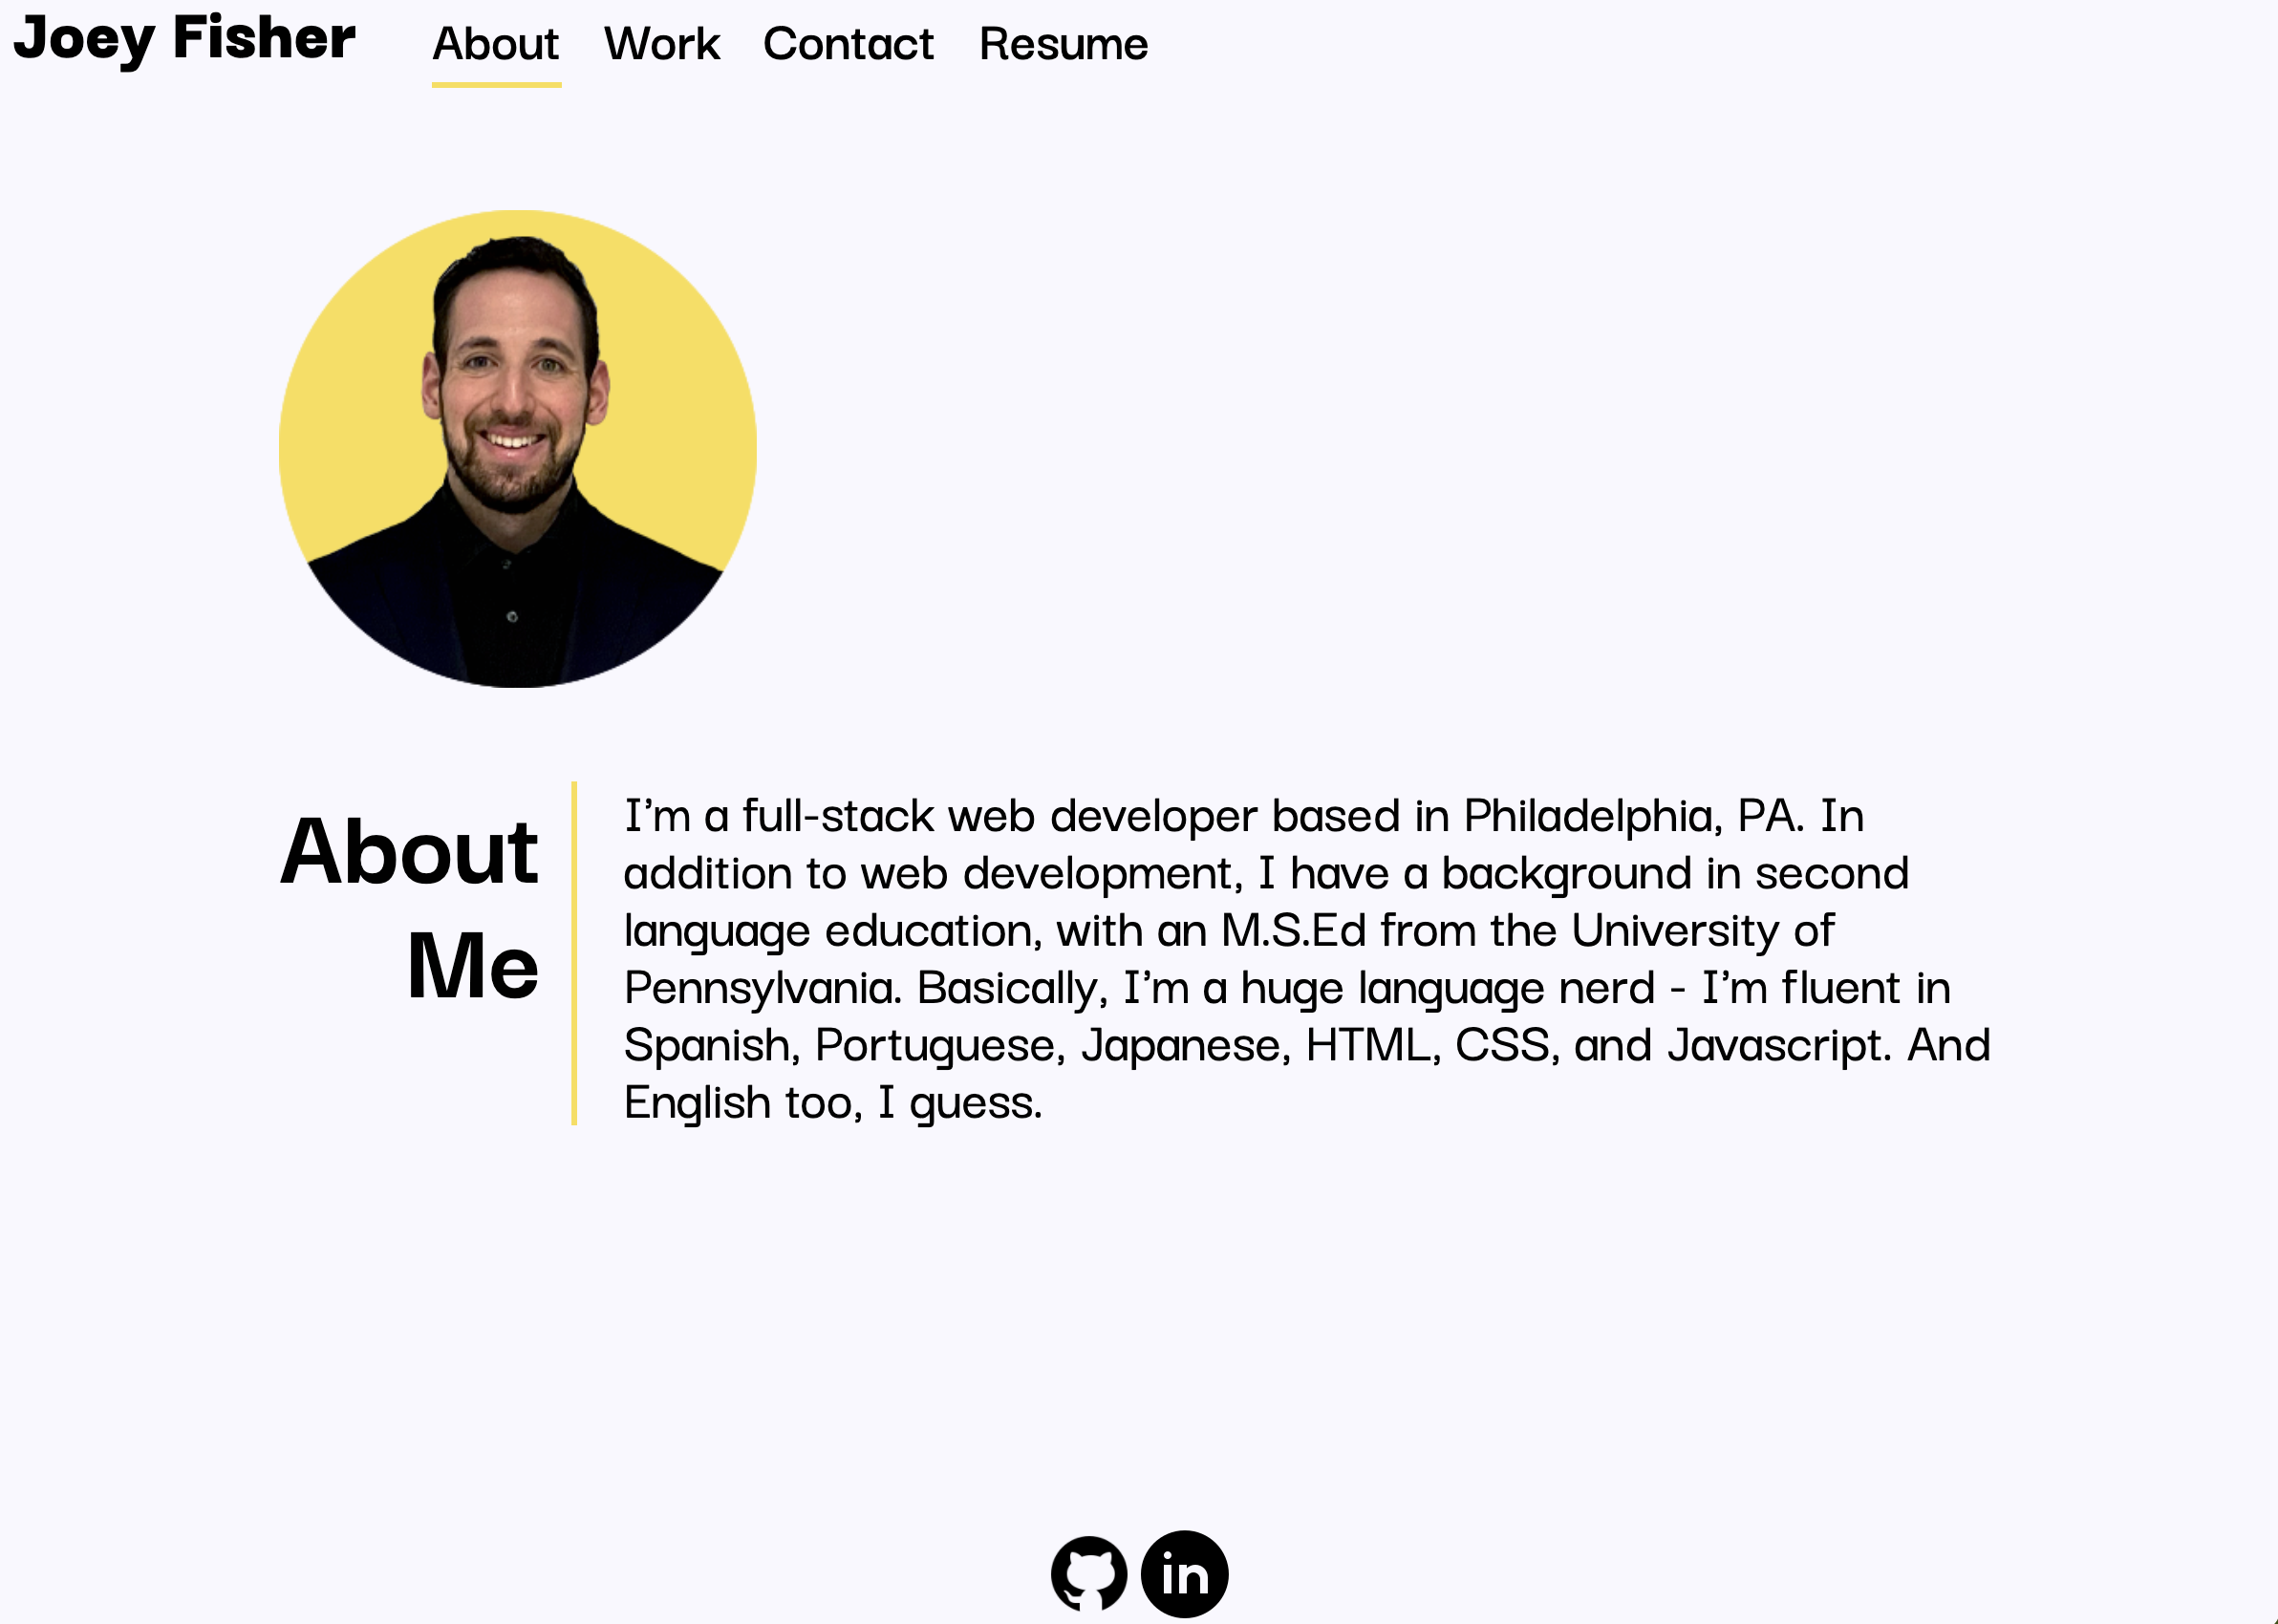 Joey Fisher About Work Contact Resume
About
Me
I’m a full-stack web developer based in Philadelphia, PA. In
addition to web development, I have a background in second
language education, with an M.S.Ed from the University of
Pennsylvania. Basically, I’m a huge language nerd - I’m fluent in
Spanish, Portuguese, Japanese, HTML, CSS, and Javascript. And
English too, I guess.
in